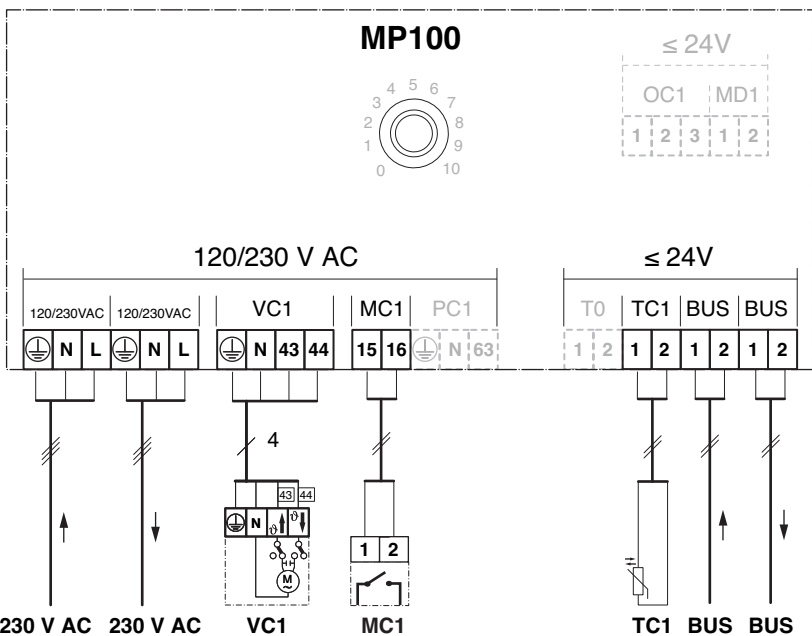 MP100
≤ 24V
OC1 MD1
1 2 3 1 2
0 1 2 3 4 5 6 7 8 9 10
120/230 V AC
≤ 24V
120/230VAC 120/230VAC VC1 MC1 PC1 T0 TC1 BUS BUS
N L N L N 43 44 15 16 N 63 1 2 1 2 1 2 1 2
4
43 44
N ϑ ϑ
1 2
M
~
230 V AC 230 V AC VC1 MC1 TC1 BUS BUS